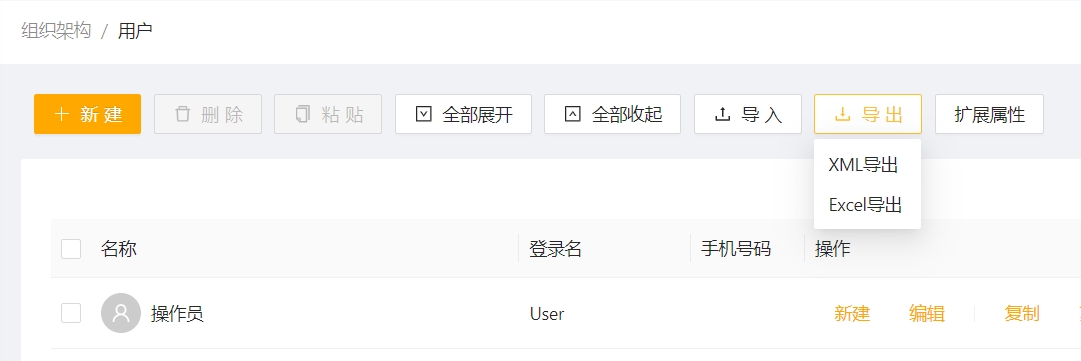 组织架构 / 用户
新建 删除 粘贴 全部展开 全部收起 导入 导出 扩展属性
XML导出
Excel导出
名称 登录名 手机号码 操作
操作员 User 新建 编辑 复制